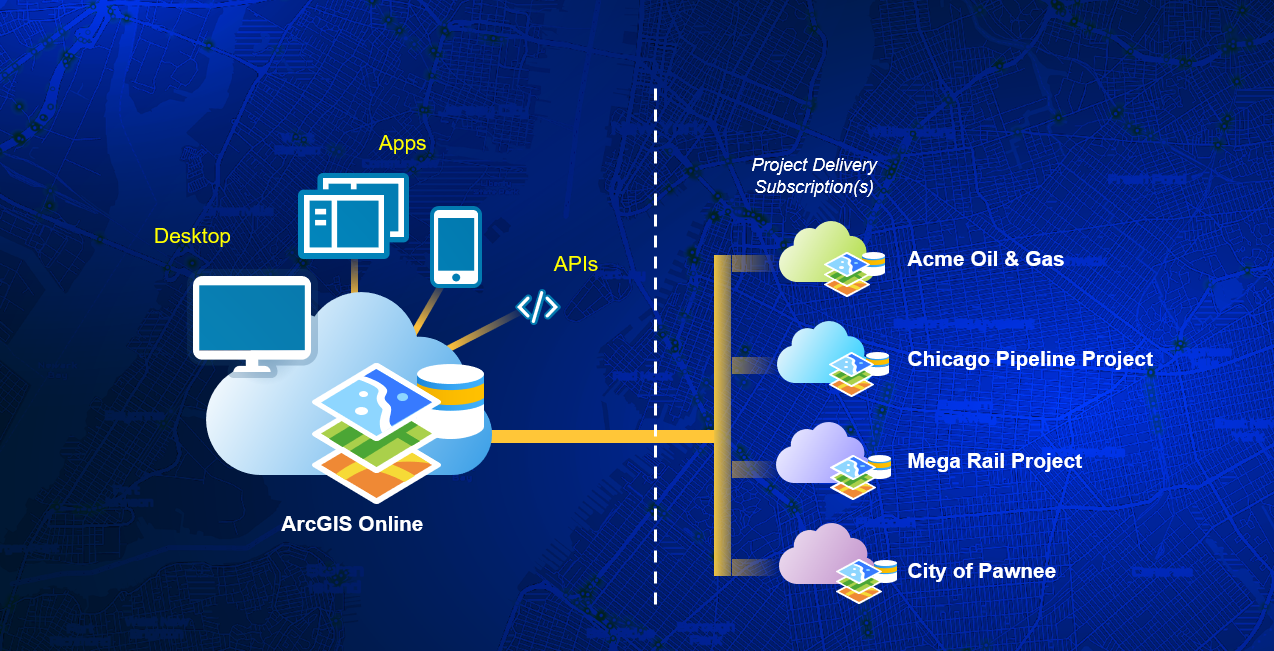 Apps
Desktop
APIs
ArcGIS Online
Project Delivery
Subscription(s)
Acme Oil & Gas
Chicago Pipeline Project
Mega Rail Project
City of Pawnee